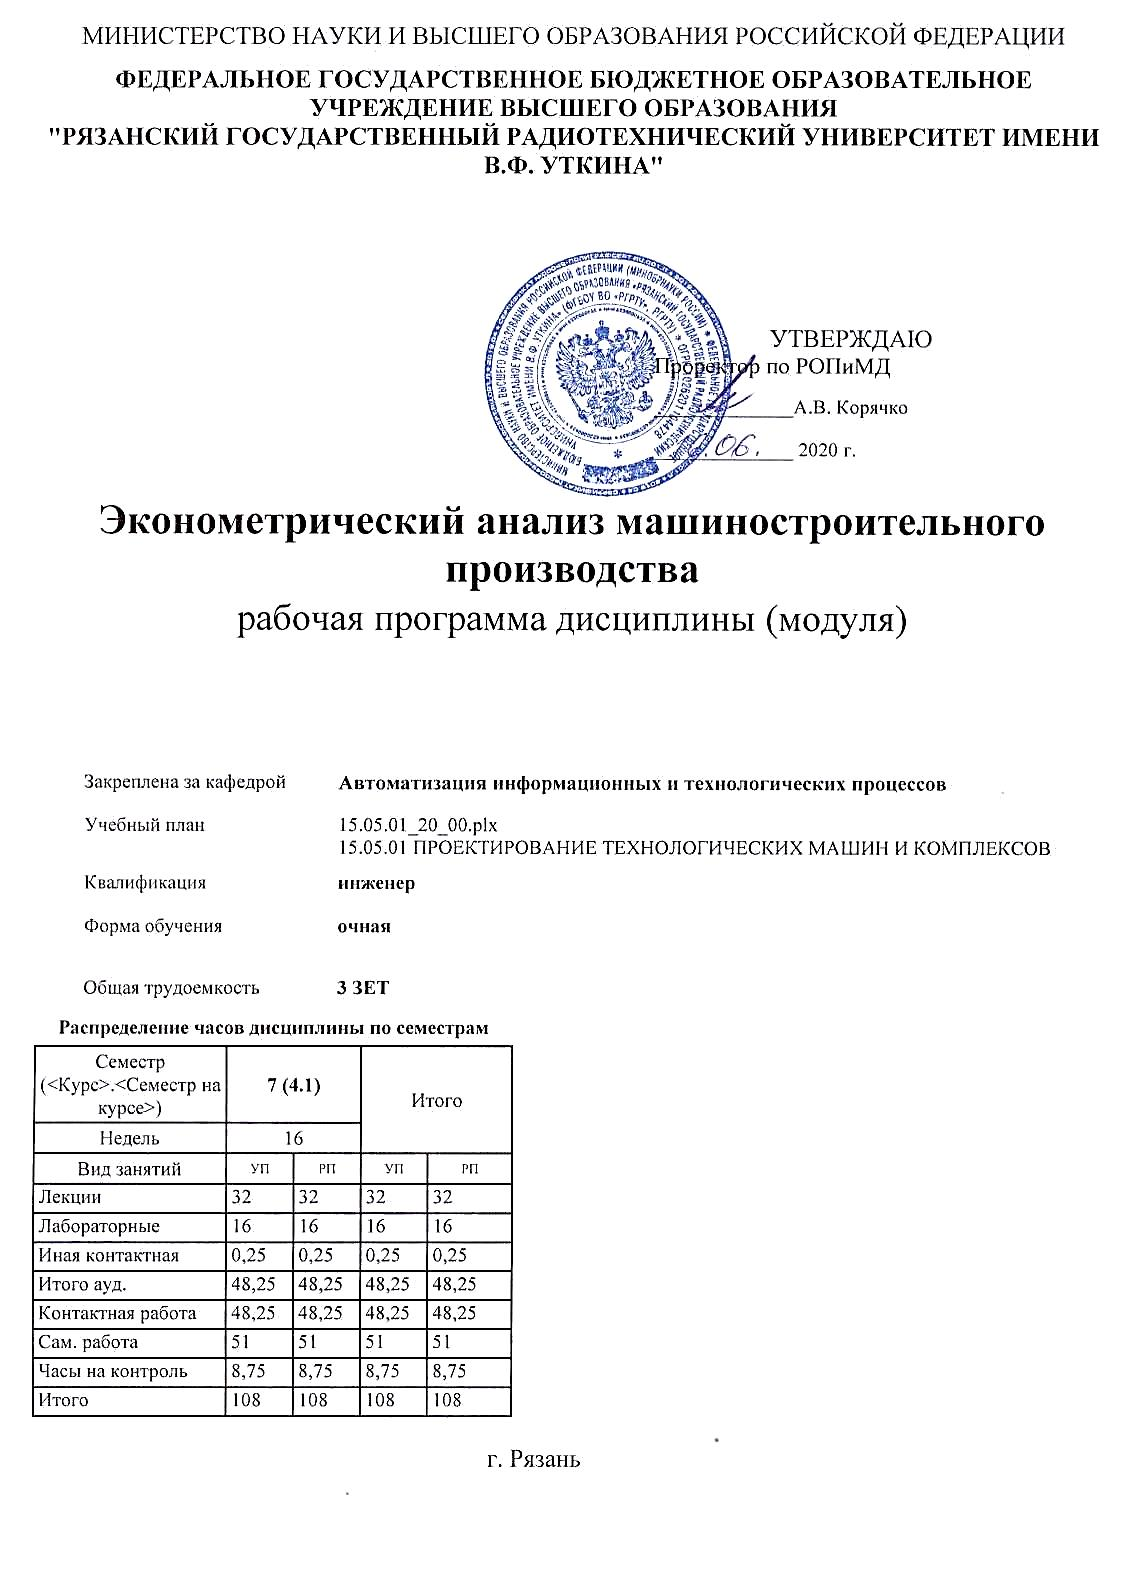 МИНИСТЕРСТВО НАУКИ И ВЫСШЕГО ОБРАЗОВАНИЯ РОССИЙСКОЙ ФЕДЕРАЦИИ
ФЕДЕРАЛЬНОЕ ГОСУДАРСТВЕННОЕ БЮДЖЕТНОЕ ОБРАЗОВАТЕЛЬНОЕ
УЧРЕЖДЕНИЕ ВЫСШЕГО ОБРАЗОВАНИЯ
"РЯЗАНСКИЙ ГОСУДАРСТВЕННЫЙ РАДИОТЕХНИЧЕСКИЙ УНИВЕРСИТЕТ ИМЕНИ
В.Ф. УТКИНА"
УТВЕРЖДАЮ
Проректор по РОПиМД
А.В. Корячко
06. 2020 г.
Эконометрический анализ машиностроительного
производства
рабочая программа дисциплины (модуля)
Закреплена за кафедрой Автоматизация информационных и технологических процессов
Учебный план 15.05.01_20_00.plx
15.05.01 ПРОЕКТИРОВАНИЕ ТЕХНОЛОГИЧЕСКИХ МАШИН И КОМПЛЕКСОВ
Квалификация инженер
Форма обучения очная
Общая трудоемкость 3 ЗЕТ
Распределение часов дисциплины по семестрам
Семестр
(<Курс>.<Семестр на
курсе>) 7 (4.1) Итого
Недель 16
Вид занятий УП РП УП РП
Лекции 32 32 32 32
Лабораторные 16 16 16 16
Иная контактная 0,25 0,25 0,25 0,25
Итого ауд. 48,25 48,25 48,25 48,25
Контактная работа 48,25 48,25 48,25 48,25
Сам. работа 51 51 51 51
Часы на контроль 8,75 8,75 8,75 8,75
Итого 108 108 108 108
г. Рязань